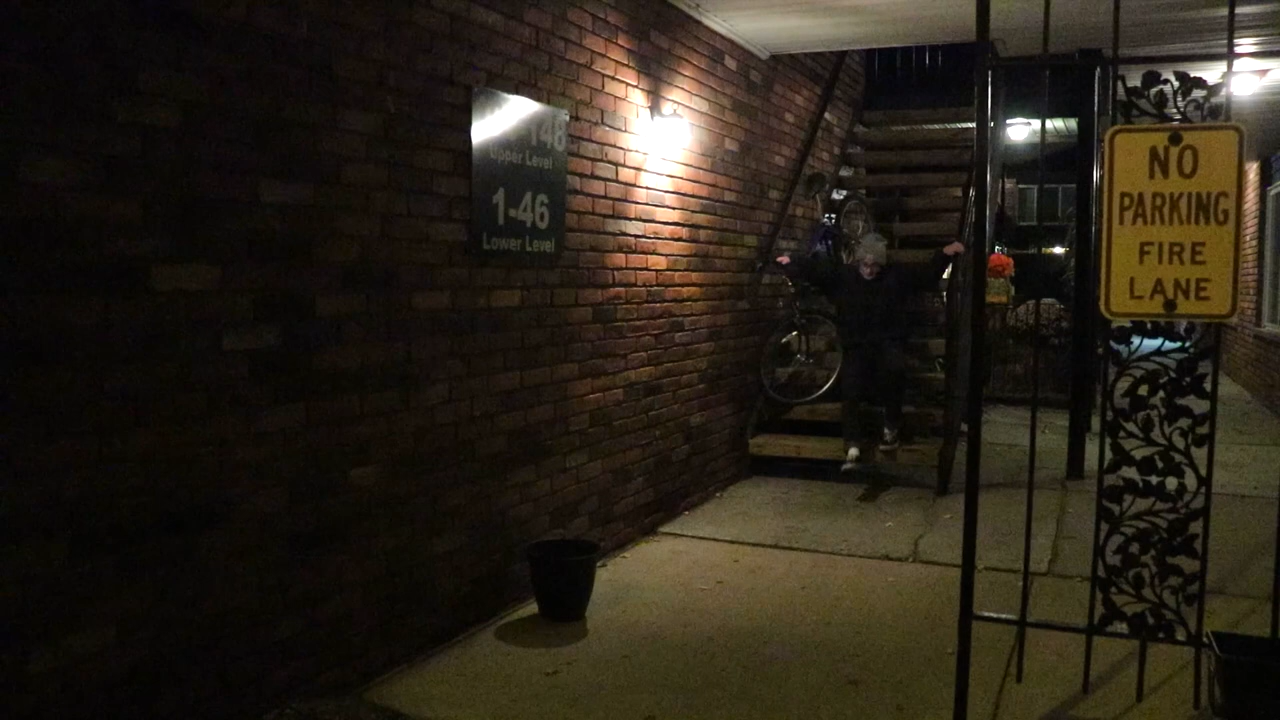 148
Upper Level
1-46
Lower Level
NO
PARKING
FIRE
LANE